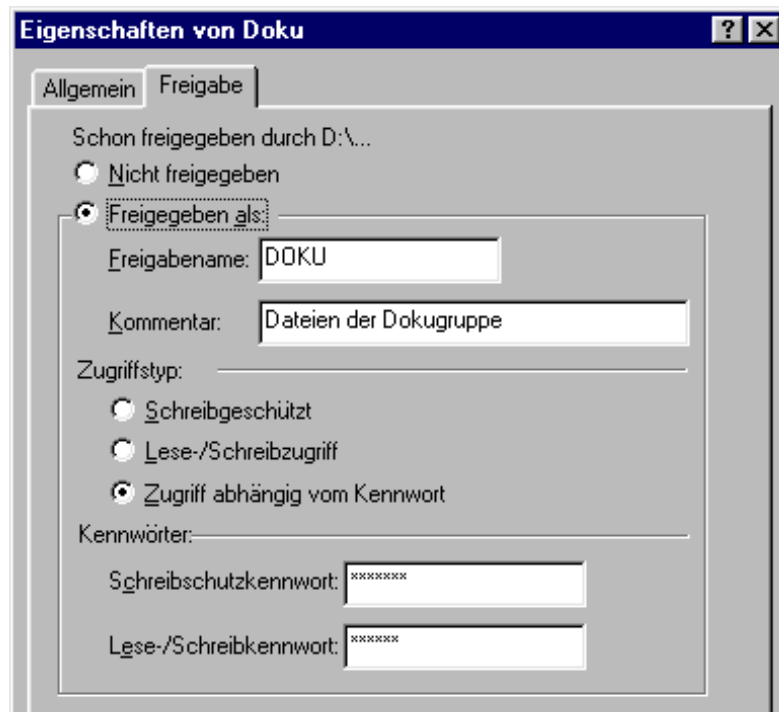 Eigenschaften von Doku ? X
Allgemein Freigabe
Schon freigegeben durch D:\...
Nicht freigegeben
Freigegeben als:
Freigabename: DOKU
Kommentar: Dateien der Dokugruppe
Zugriffstyp:
Schreibgeschützt
Lese-/Schreibzugriff
Zugriff abhängig vom Kennwort
Kennwörter:
Schreibschutzkennwort: *******
Lese-/Schreibkennwort: ******